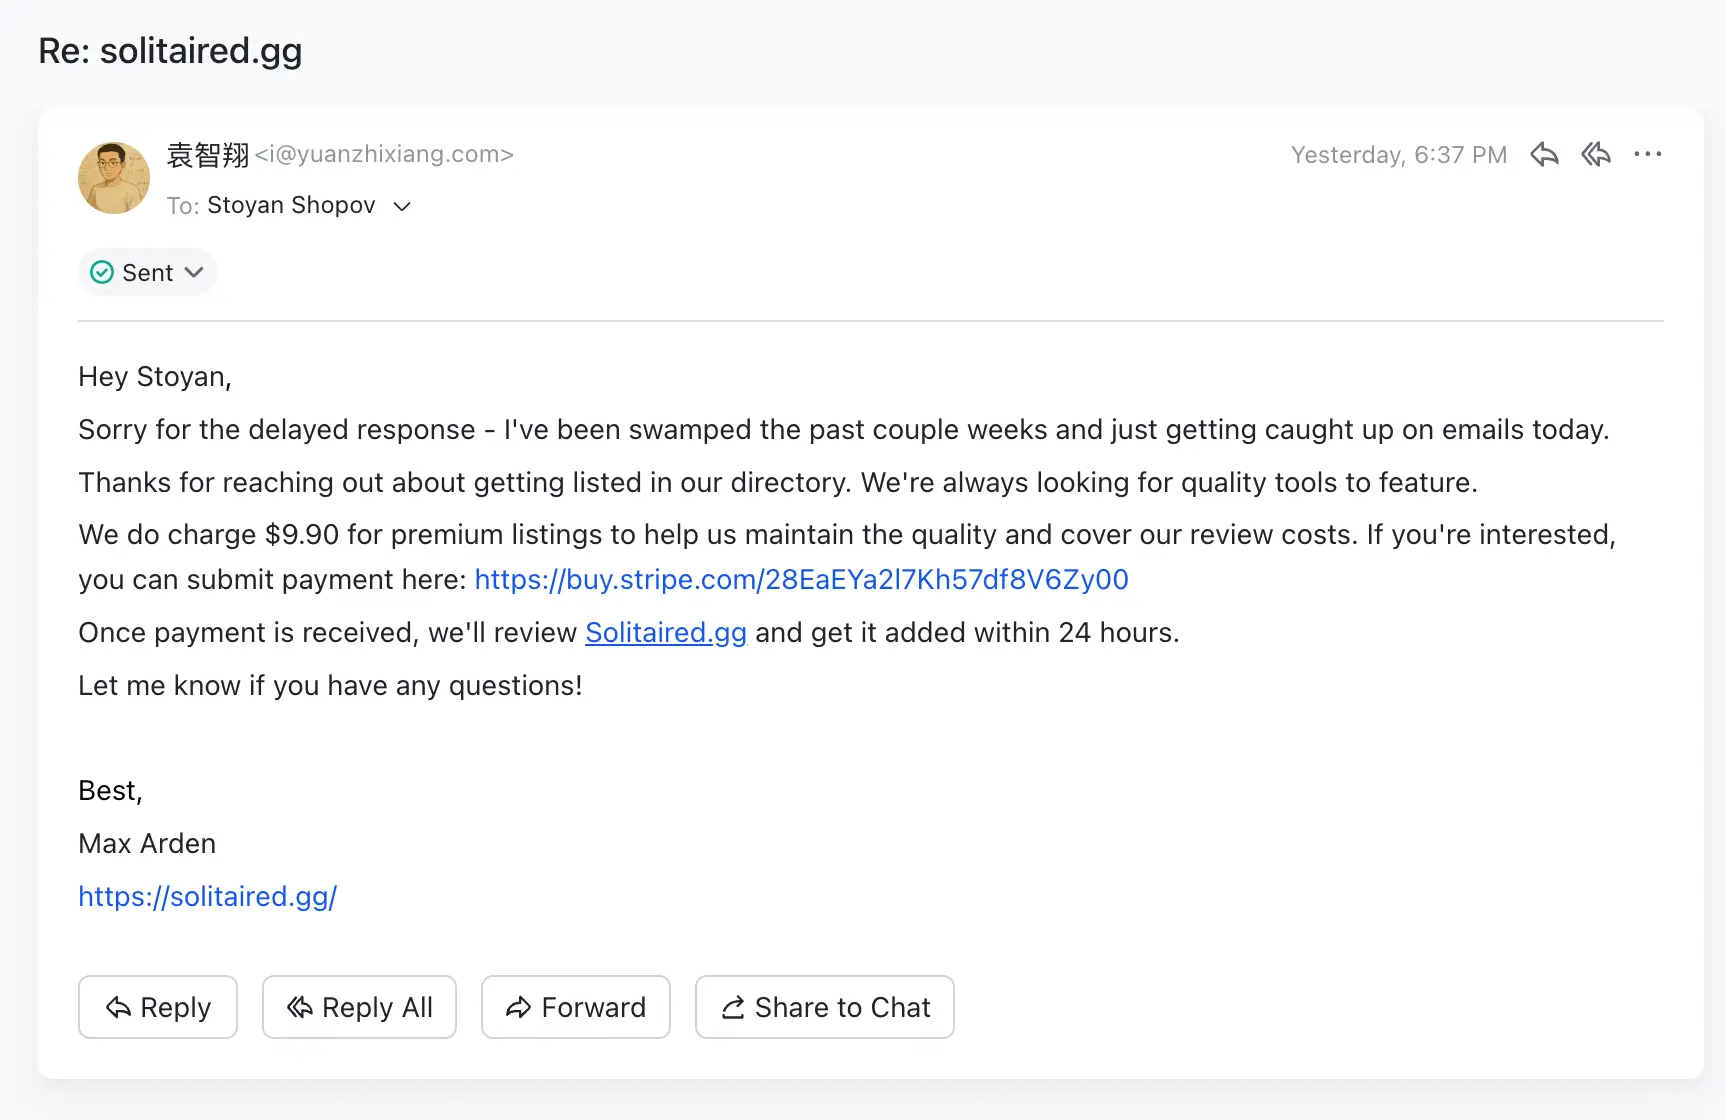 Re: solitaired.gg
袁智翔 <i@yuanzhixiang.com>
Yesterday, 6:37 PM
To: Stoyan Shopov
Sent
Hey Stoyan,
Sorry for the delayed response - I've been swamped the past couple weeks and just getting caught up on emails today.
Thanks for reaching out about getting listed in our directory. We're always looking for quality tools to feature.
We do charge $9.90 for premium listings to help us maintain the quality and cover our review costs. If you're interested,
you can submit payment here: https://buy.stripe.com/28EaEYa2l7Kh57df8V6Zy00
Once payment is received, we'll review Solitaired.gg and get it added within 24 hours.
Let me know if you have any questions!
Best,
Max Arden
https://solitaired.gg/
Reply
Reply All
Forward
Share to Chat